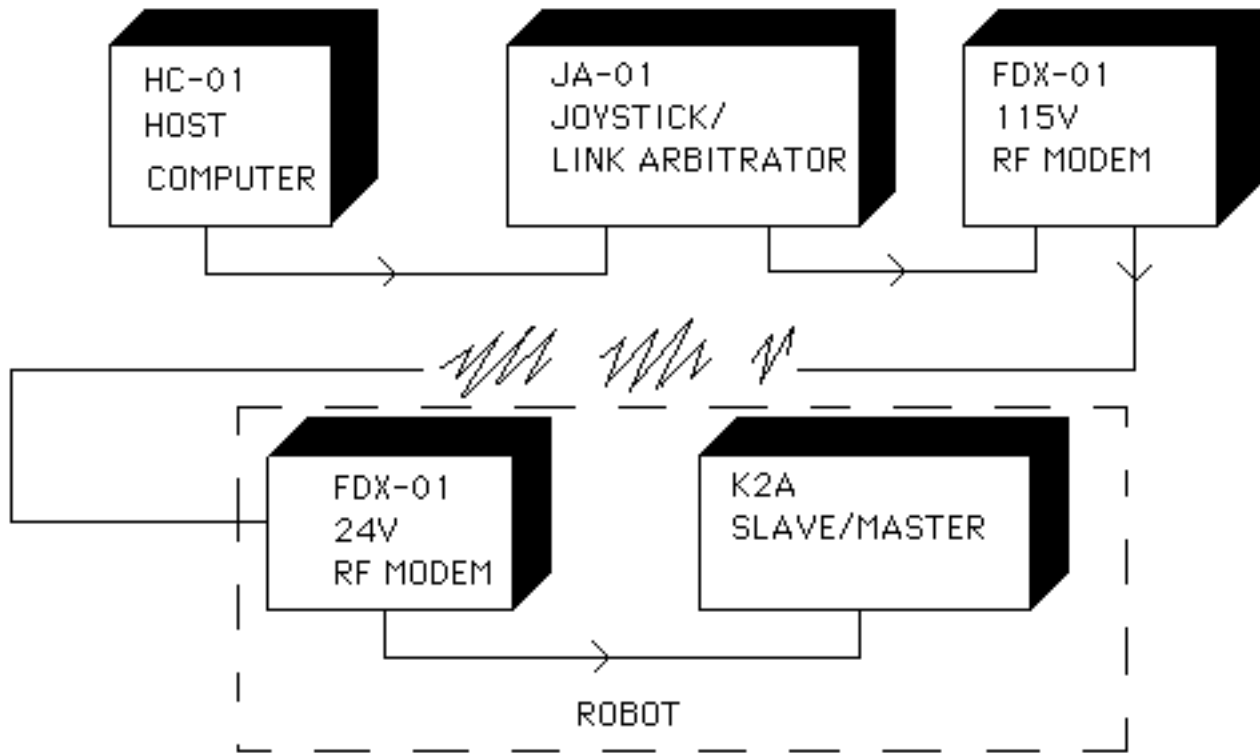 HC-01
HOST
COMPUTER
JA-01
JOYSTICK/
LINK ARBITRATOR
FDX-01
115V
RF MODEM
FDX-01
24V
RF MODEM
K2A
SLAVE/MASTER
ROBOT